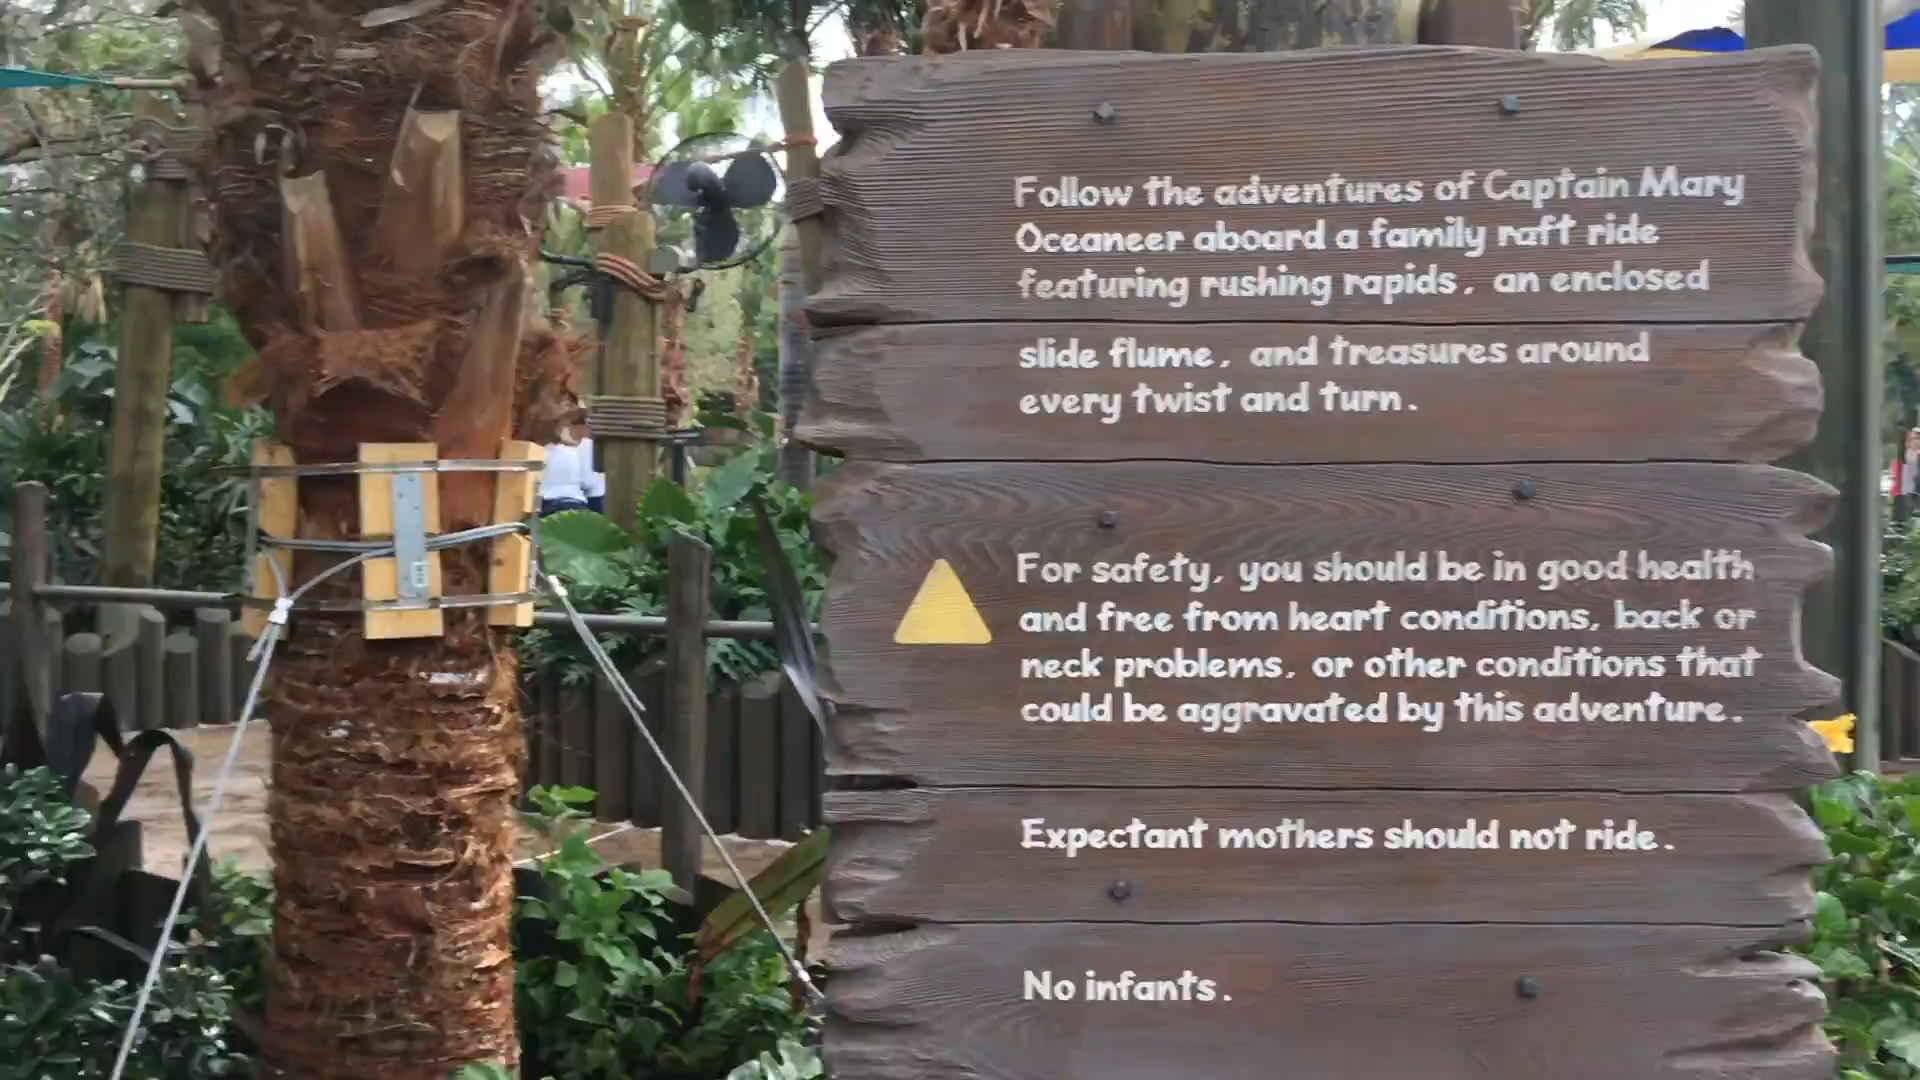 Follow the adventures of Captain Mary
Oceaneer aboard a family raft ride
featuring rushing rapids, an enclosed
slide flume, and treasures around
every twist and turn.
For safety, you should be in good health
and free from heart conditions, back or
neck problems, or other conditions that
could be aggravated by this adventure.
Expectant mothers should not ride.
No infants.